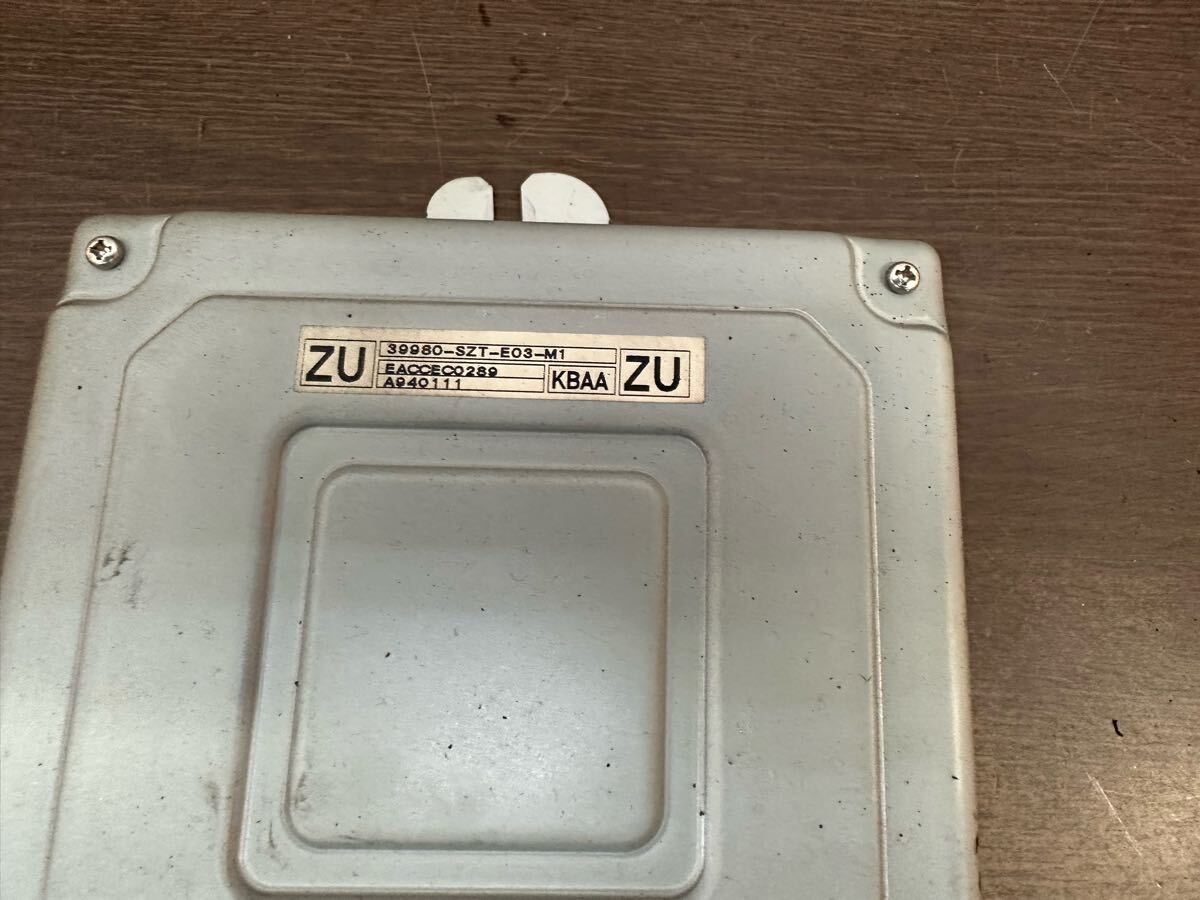 ZU
39980-SZT-E03-M1
EACCEC0289
A940111
KBAA
ZU